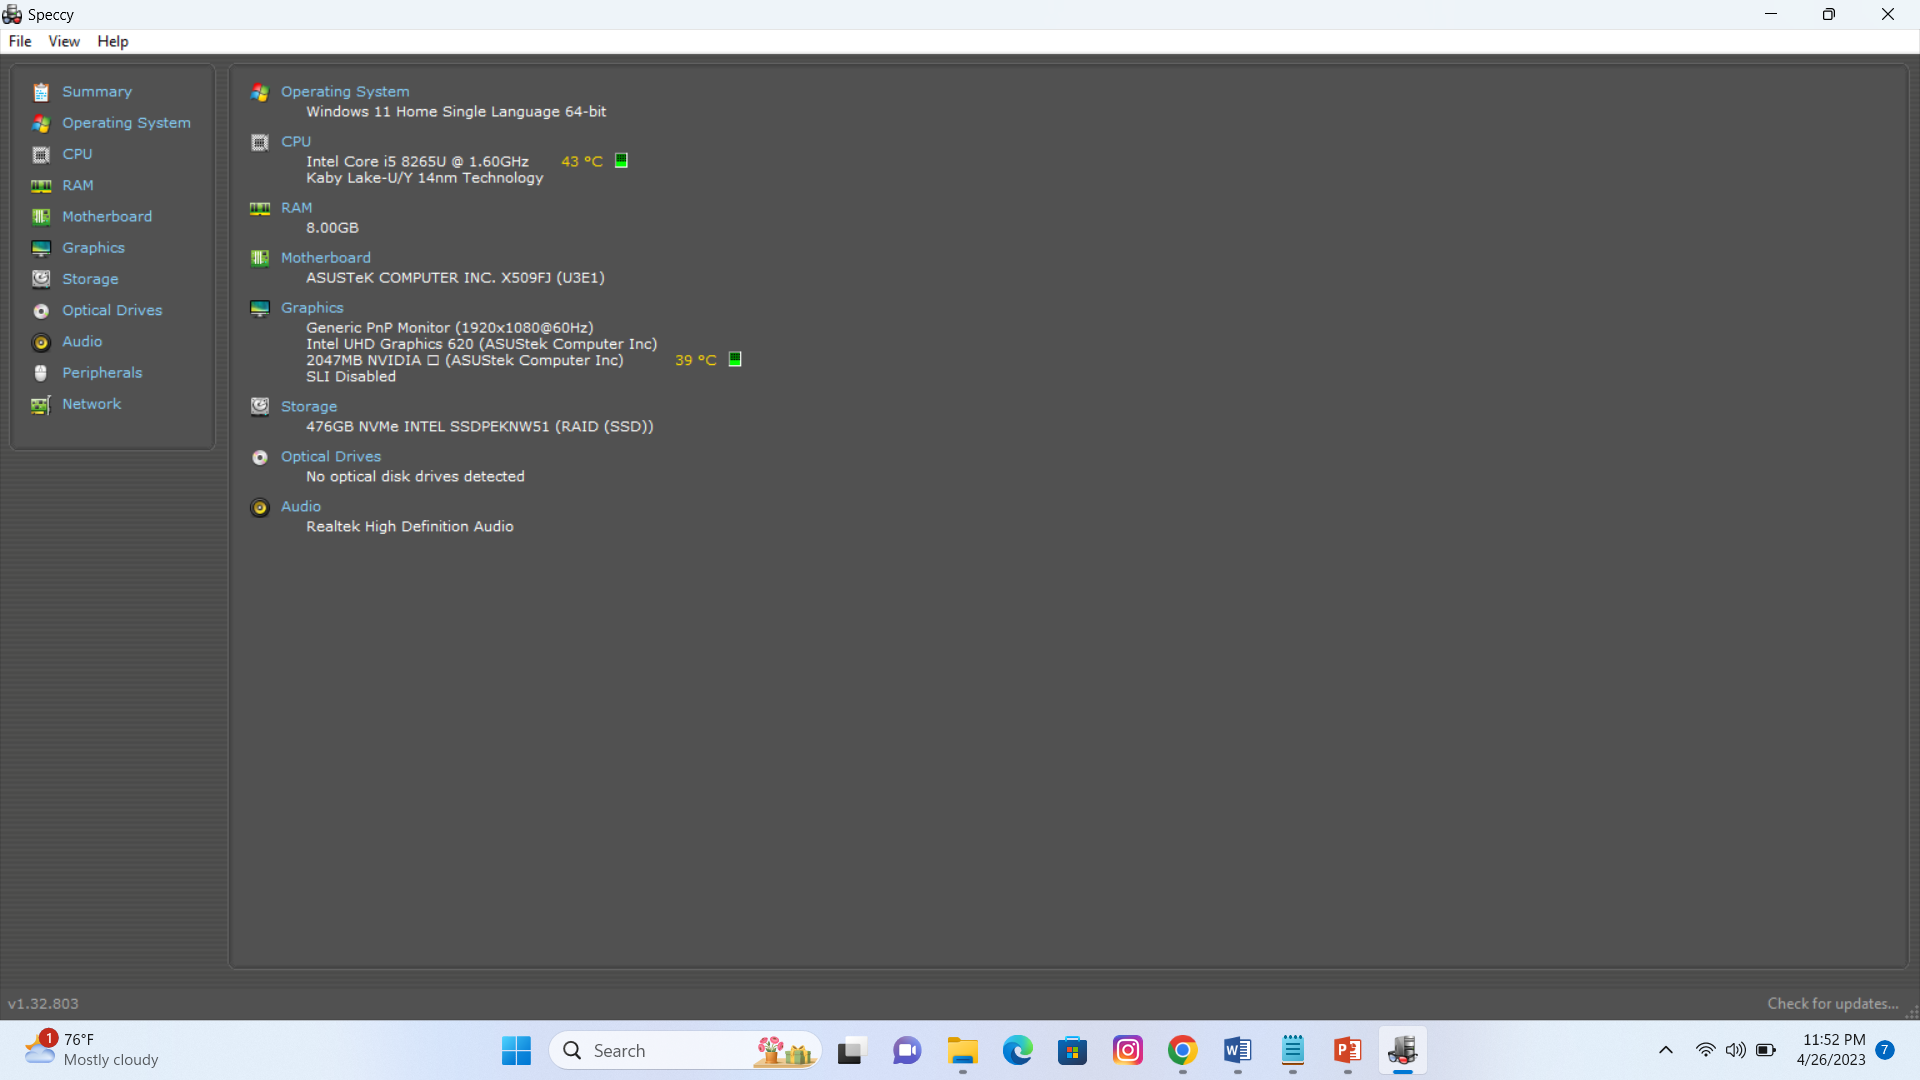 Speccy
File View Help
Summary
Operating System
CPU
RAM
Motherboard
Graphics
Storage
Optical Drives
Audio
Peripherals
Network
Operating System
Windows 11 Home Single Language 64-bit
CPU
Intel Core i5 8265U @ 1.60GHz 43 °C
Kaby Lake-U/Y 14nm Technology
RAM
8.00GB
Motherboard
ASUSTeK COMPUTER INC. X509FJ (U3E1)
Graphics
Generic PnP Monitor (1920x1080@60Hz)
Intel UHD Graphics 620 (ASUStek Computer Inc)
2047MB NVIDIA □ (ASUStek Computer Inc) 39 °C
SLI Disabled
Storage
476GB NVMe INTEL SSDPEKNW51 (RAID (SSD))
Optical Drives
No optical disk drives detected
Audio
Realtek High Definition Audio
v1.32.803
Check for updates...
1
76°F
Mostly cloudy
Search
W
P
11:52 PM
4/26/2023
7